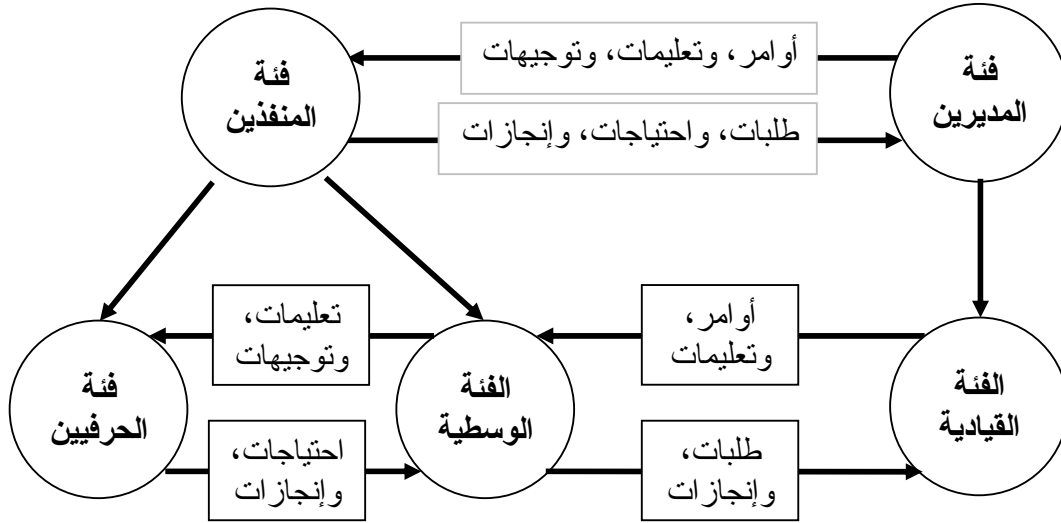 فئة
المديرين
أوامر، وتعليمات، وتوجيهات
طلبات، واحتياجات، وإنجازات
فئة
المنفذين
الفئة
القيادية
أوامر،
وتعليمات
طلبات،
وإنجازات
الفئة
الوسطية
تعليمات،
وتوجيهات
احتياجات،
وإنجازات
فئة
الحرفيين